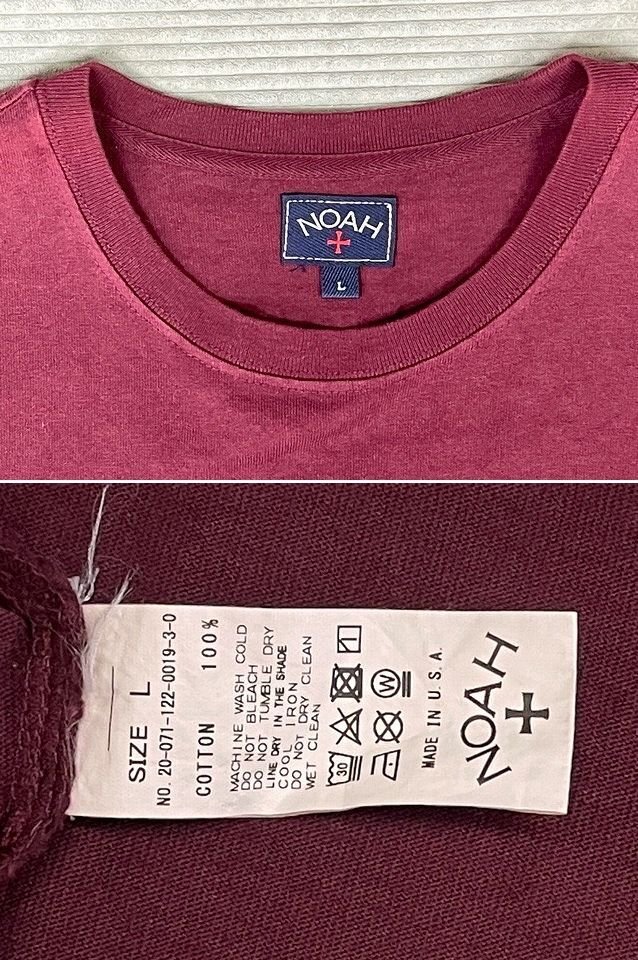 NOAH
L
SIZE L
NO. 20-071-122-0019-3-0
COTTON 100%
MACHINE WASH COLD
DO NOT BLEACH
DO NOT TUMBLE DRY
LINE DRY IN THE SHADE
COOL IRON
DO NOT DRY CLEAN
WET CLEAN
30
W
MADE IN U.S.A.
NOAH